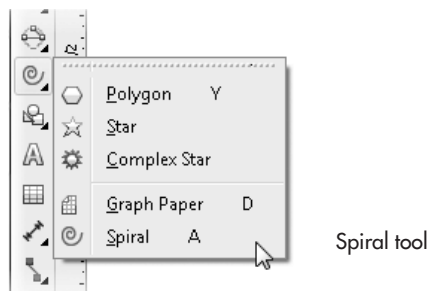 Polygon Y
Star
Complex Star
Graph Paper D
Spiral A
Spiral tool